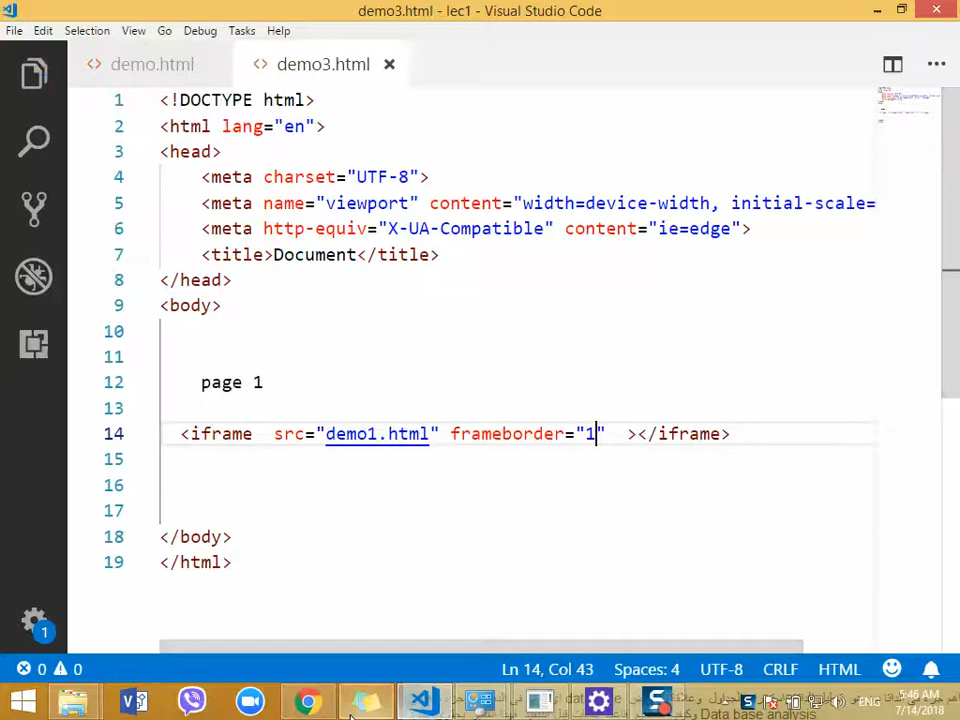 demo3.html - lec1 - Visual Studio Code
File Edit Selection View Go Debug Tasks Help
demo.html demo3.html
1 <!DOCTYPE html>
2 <html lang="en">
3 <head>
4 <meta charset="UTF-8">
5 <meta name="viewport" content="width=device-width, initial-scale=
6 <meta http-equiv="X-UA-Compatible" content="ie=edge">
7 <title>Document</title>
8 </head>
9 <body>
10
11
12 page 1
13
14 <iframe src="demo1.html" frameborder="1" ></iframe>
15
16
17
18 </body>
19 </html>
1
0 0 Ln 14, Col 43 Spaces: 4 UTF-8 CRLF HTML
ENG
5:46 AM
7/14/2018
Data base analysis